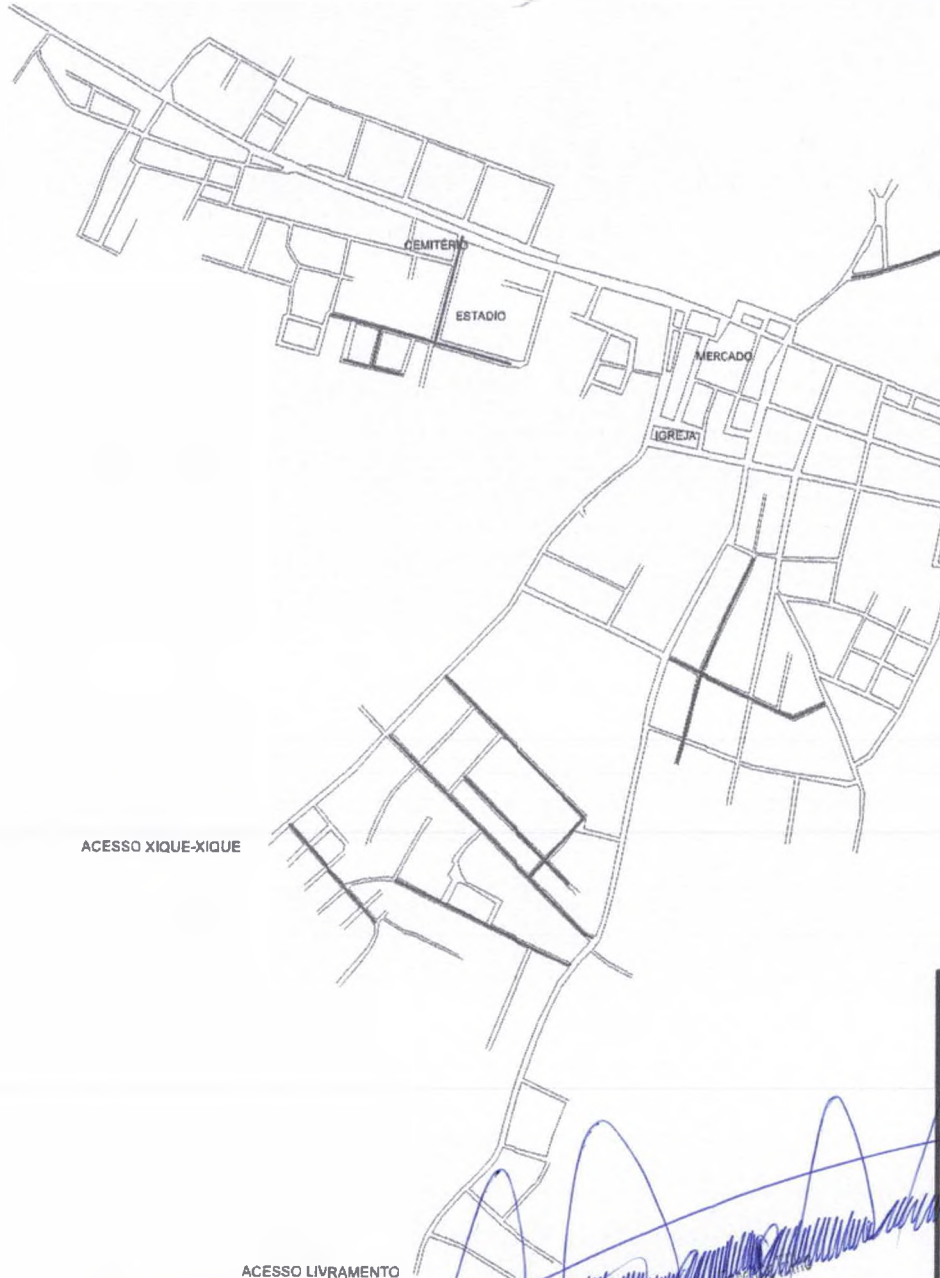 CEMITÉRIO
ESTADIO
MERCADO
IGREJA
ACESSO XIQUE-XIQUE
ACESSO LIVRAMENTO